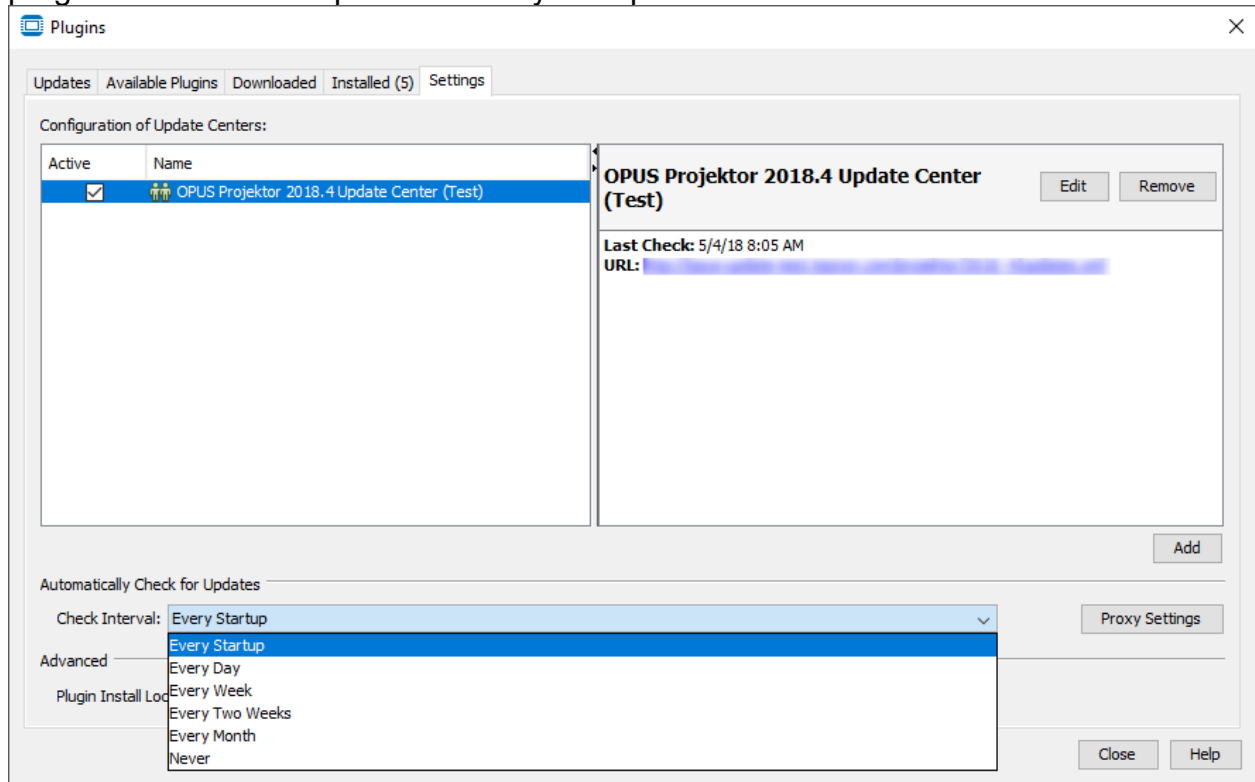 Plugins
Updates Available Plugins Downloaded Installed (5) Settings
Configuration of Update Centers:
Active Name
OPUS Projektor 2018.4 Update Center (Test)
OPUS Projektor 2018.4 Update Center
(Test)
Edit Remove
Last Check: 5/4/18 8:05 AM
URL:
Add
Automatically Check for Updates
Check Interval: Every Startup
Proxy Settings
Every Startup
Every Day
Every Week
Every Two Weeks
Every Month
Never
Advanced
Plugin Install Loc
Close Help